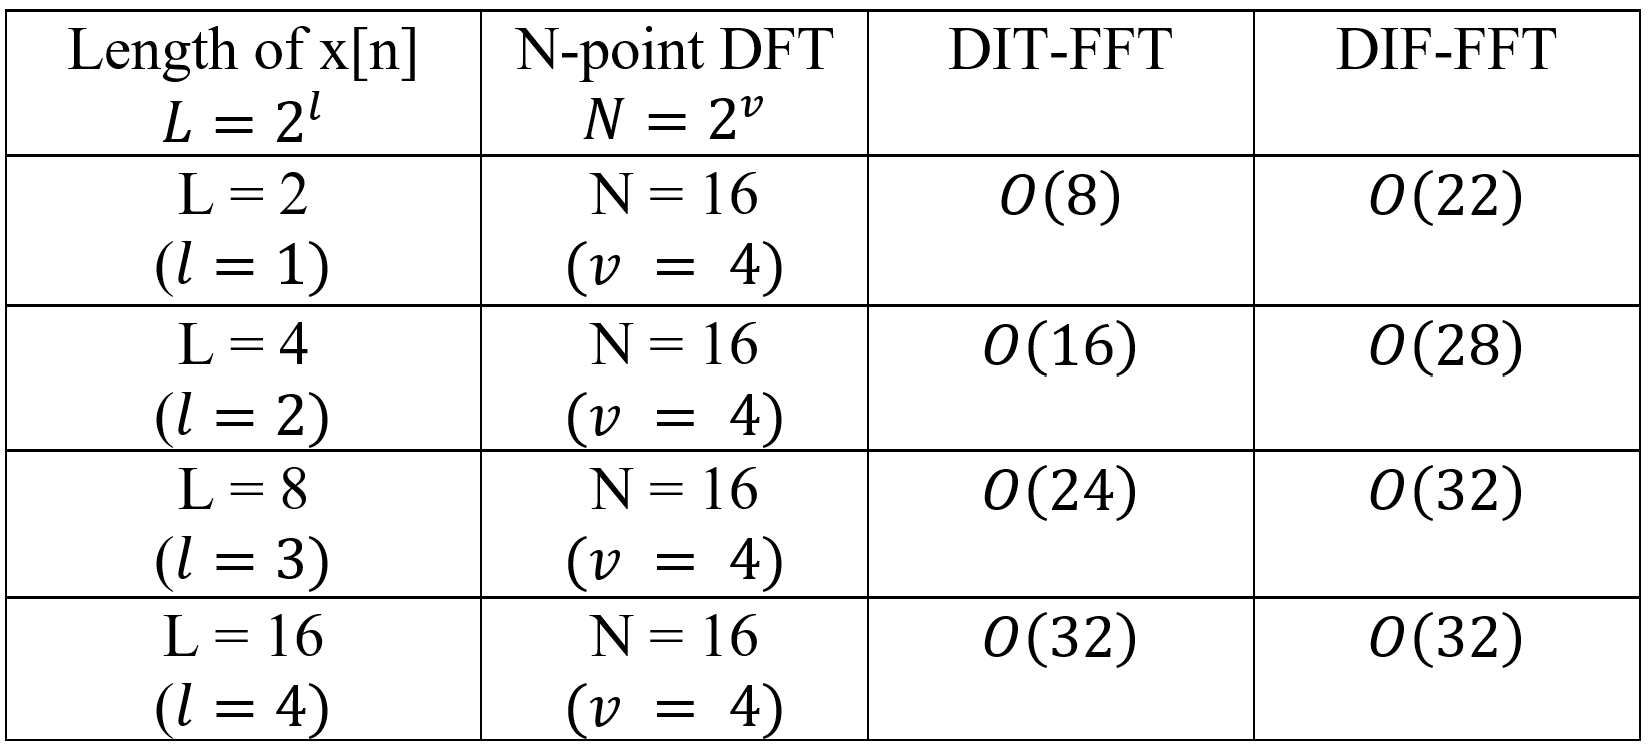 Length of x[n] N-point DFT DIT-FFT DIF-FFT
L = 2^l N = 2^v
L = 2 N = 16 O(8) O(22)
(l = 1) (v = 4)
L = 4 N = 16 O(16) O(28)
(l = 2) (v = 4)
L = 8 N = 16 O(24) O(32)
(l = 3) (v = 4)
L = 16 N = 16 O(32) O(32)
(l = 4) (v = 4)